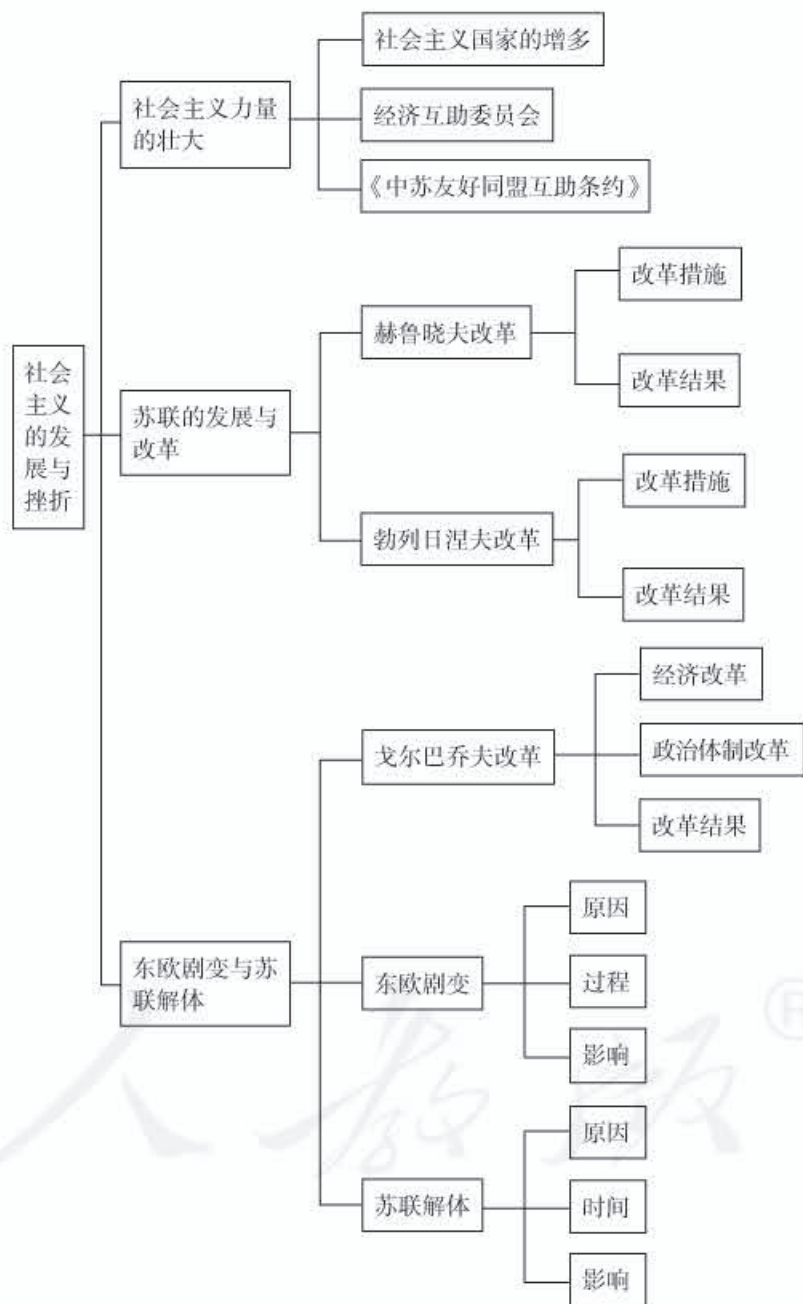 社会
主义
的发
展与
挫折
社会主义力量
的壮大
社会主义国家的增多
经济互助委员会
《中苏友好同盟互助条约》
苏联的发展与
改革
赫鲁晓夫改革
改革措施
改革结果
勃列日涅夫改革
改革措施
改革结果
东欧剧变与苏
联解体
戈尔巴乔夫改革
经济改革
政治体制改革
改革结果
东欧剧变
原因
过程
影响
苏联解体
原因
时间
影响
人教版®